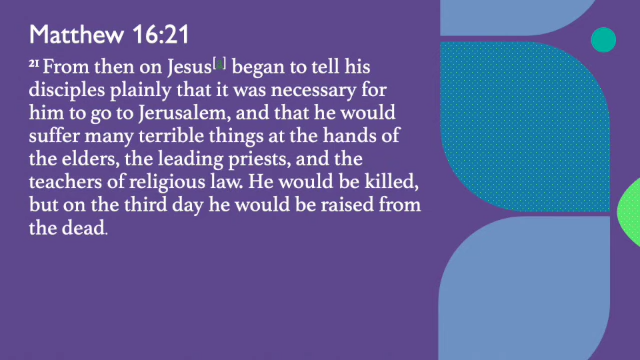 Matthew 16:21
²¹ From then on Jesus[a] began to tell his
disciples plainly that it was necessary for
him to go to Jerusalem, and that he would
suffer many terrible things at the hands of
the elders, the leading priests, and the
teachers of religious law. He would be killed,
but on the third day he would be raised from
the dead.